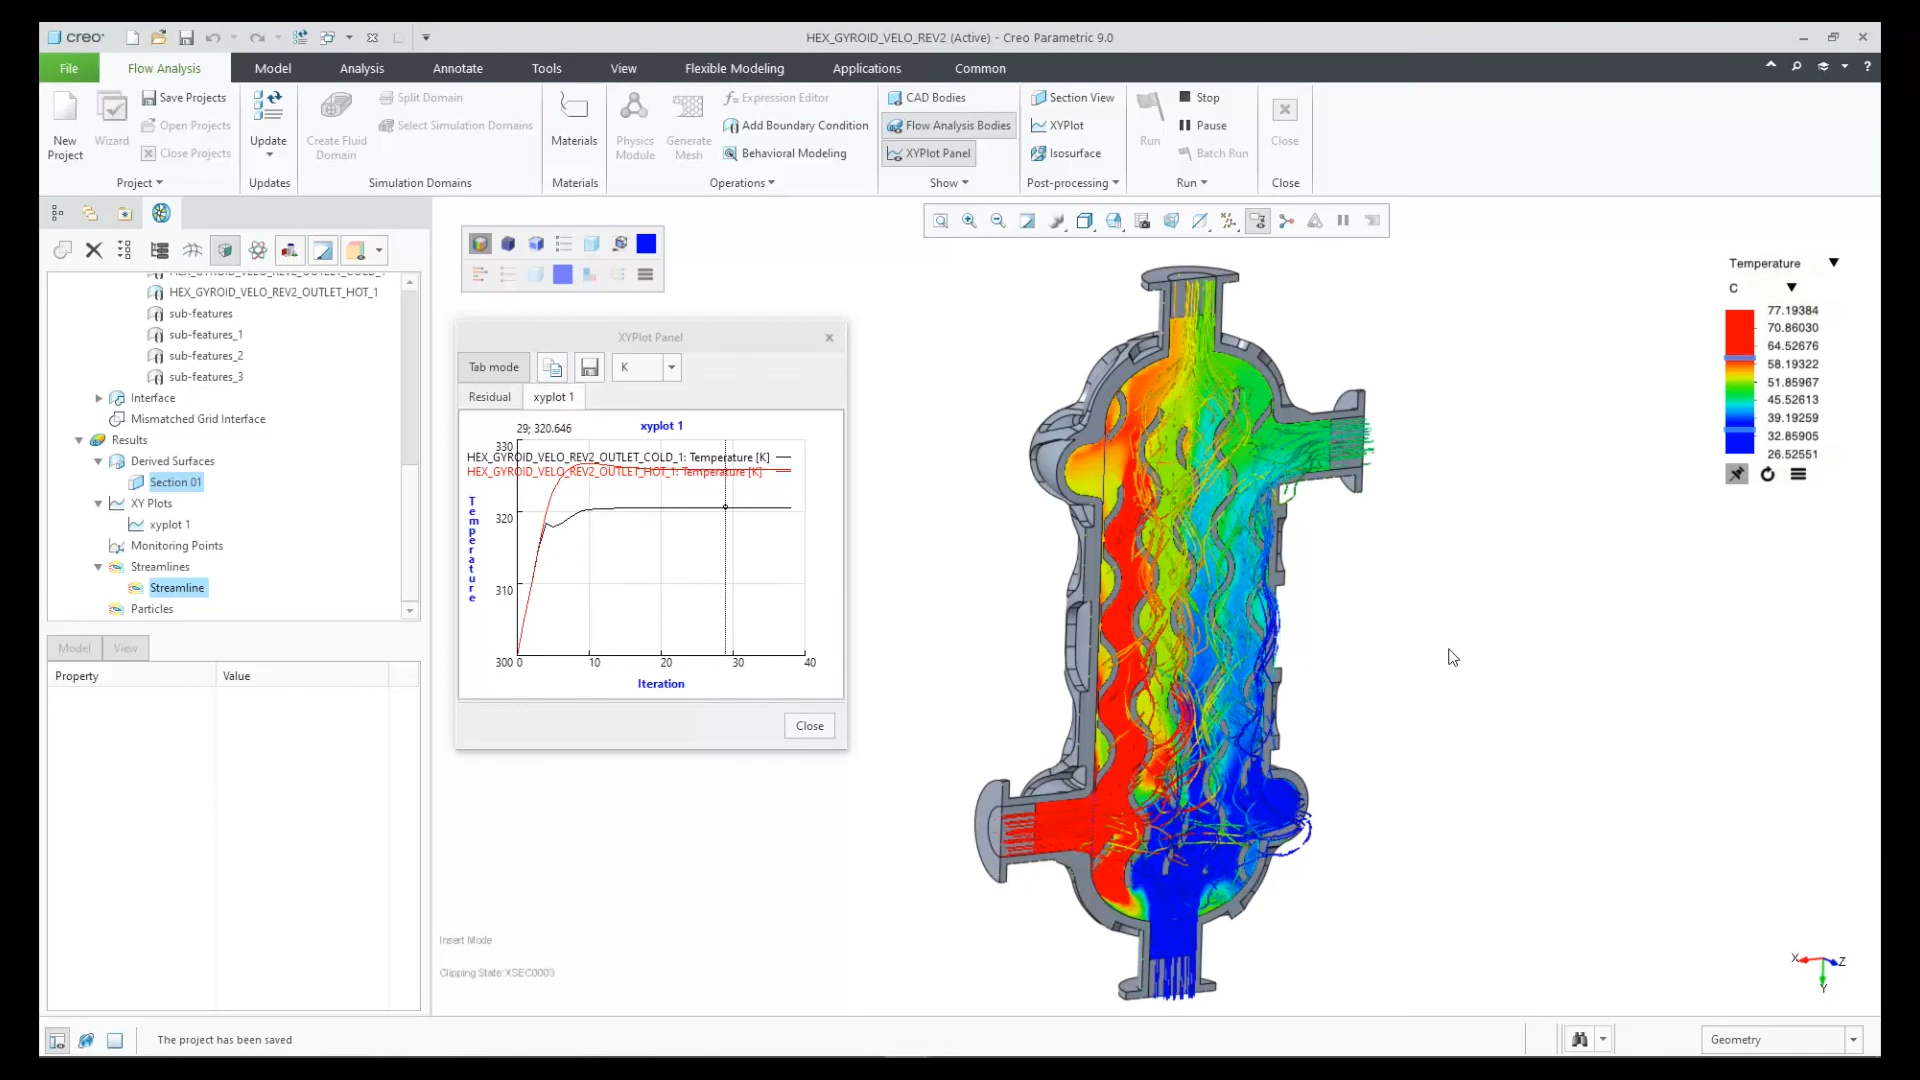 creo
HEX_GYROID_VELO_REV2 (Active) - Creo Parametric 9.0
File
Flow Analysis
Model
Analysis
Annotate
Tools
View
Flexible Modeling
Applications
Common
New Project
Wizard
Save Projects
Open Projects
Close Projects
Project
Update
Updates
Create Fluid Domain
Split Domain
Select Simulation Domains
Simulation Domains
Materials
Materials
Physics Module
Generate Mesh
Expression Editor
Add Boundary Condition
Behavioral Modeling
Operations
CAD Bodies
Flow Analysis Bodies
XYPlot Panel
Show
Section View
XYPlot
Isosurface
Post-processing
Run
Stop
Pause
Batch Run
Run
Close
Close
HEX_GYROID_VELO_REV2_OUTLET_COLD_1
HEX_GYROID_VELO_REV2_OUTLET_HOT_1
sub-features
sub-features_1
sub-features_2
sub-features_3
Interface
Mismatched Grid Interface
Results
Derived Surfaces
Section 01
XY Plots
xyplot 1
Monitoring Points
Streamlines
Streamline
Particles
Model
View
Property
Value
XYPlot Panel
Tab mode
K
Residual
xyplot 1
29; 320.646
xyplot 1
330
HEX_GYROID_VELO_REV2_OUTLET_COLD_1: Temperature [K]
HEX_GYROID_VELO_REV2_OUTLET_HOT_1: Temperature [K]
Temperature
320
310
300
0
10
20
30
40
Iteration
Close
Temperature
C
77.19384
70.86030
64.52676
58.19322
51.85967
45.52613
39.19259
32.85905
26.52551
Insert Mode
Clipping State:XSEC0003
X
Z
Y
The project has been saved
Geometry